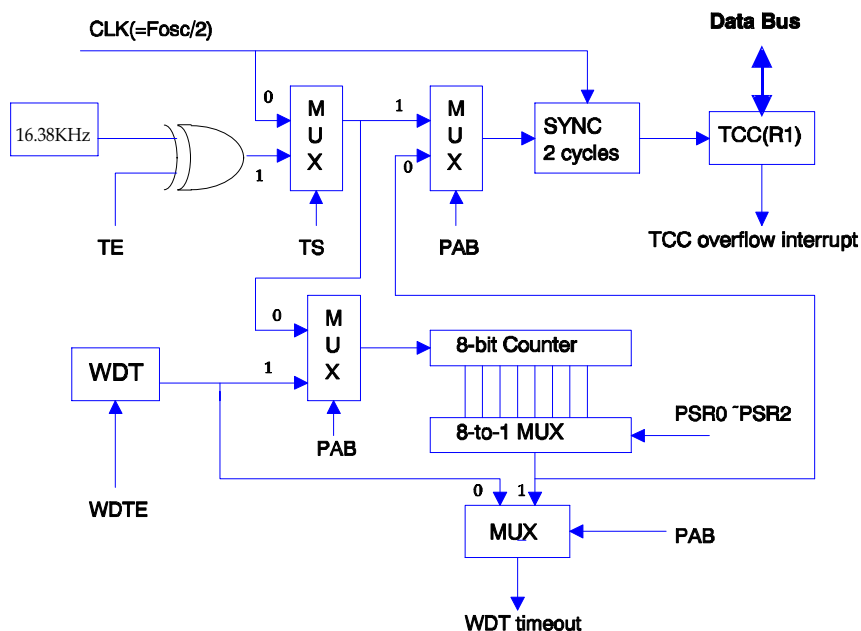 CLK(=Fosc/2)
Data Bus
0
M
U
X
1
M
U
X
0
16.38KHz
1
SYNC
2 cycles
TCC(R1)
TE
TS
PAB
TCC overflow interrupt
0
M
U
X
1
8-bit Counter
WDT
PAB
8-to-1 MUX
PSR0 ~PSR2
WDTE
0
1
MUX
PAB
WDT timeout